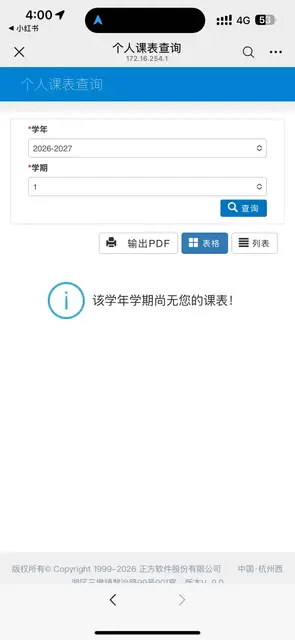 4:00
4G 53
小红书
个人课表查询
172.16.254.1
个人课表查询
*学年
2026-2027
*学期
1
查询
输出PDF 表格 列表
该学年学期尚无您的课表！
版权所有© Copyright 1999-2026 正方软件股份有限公司 中国·杭州西